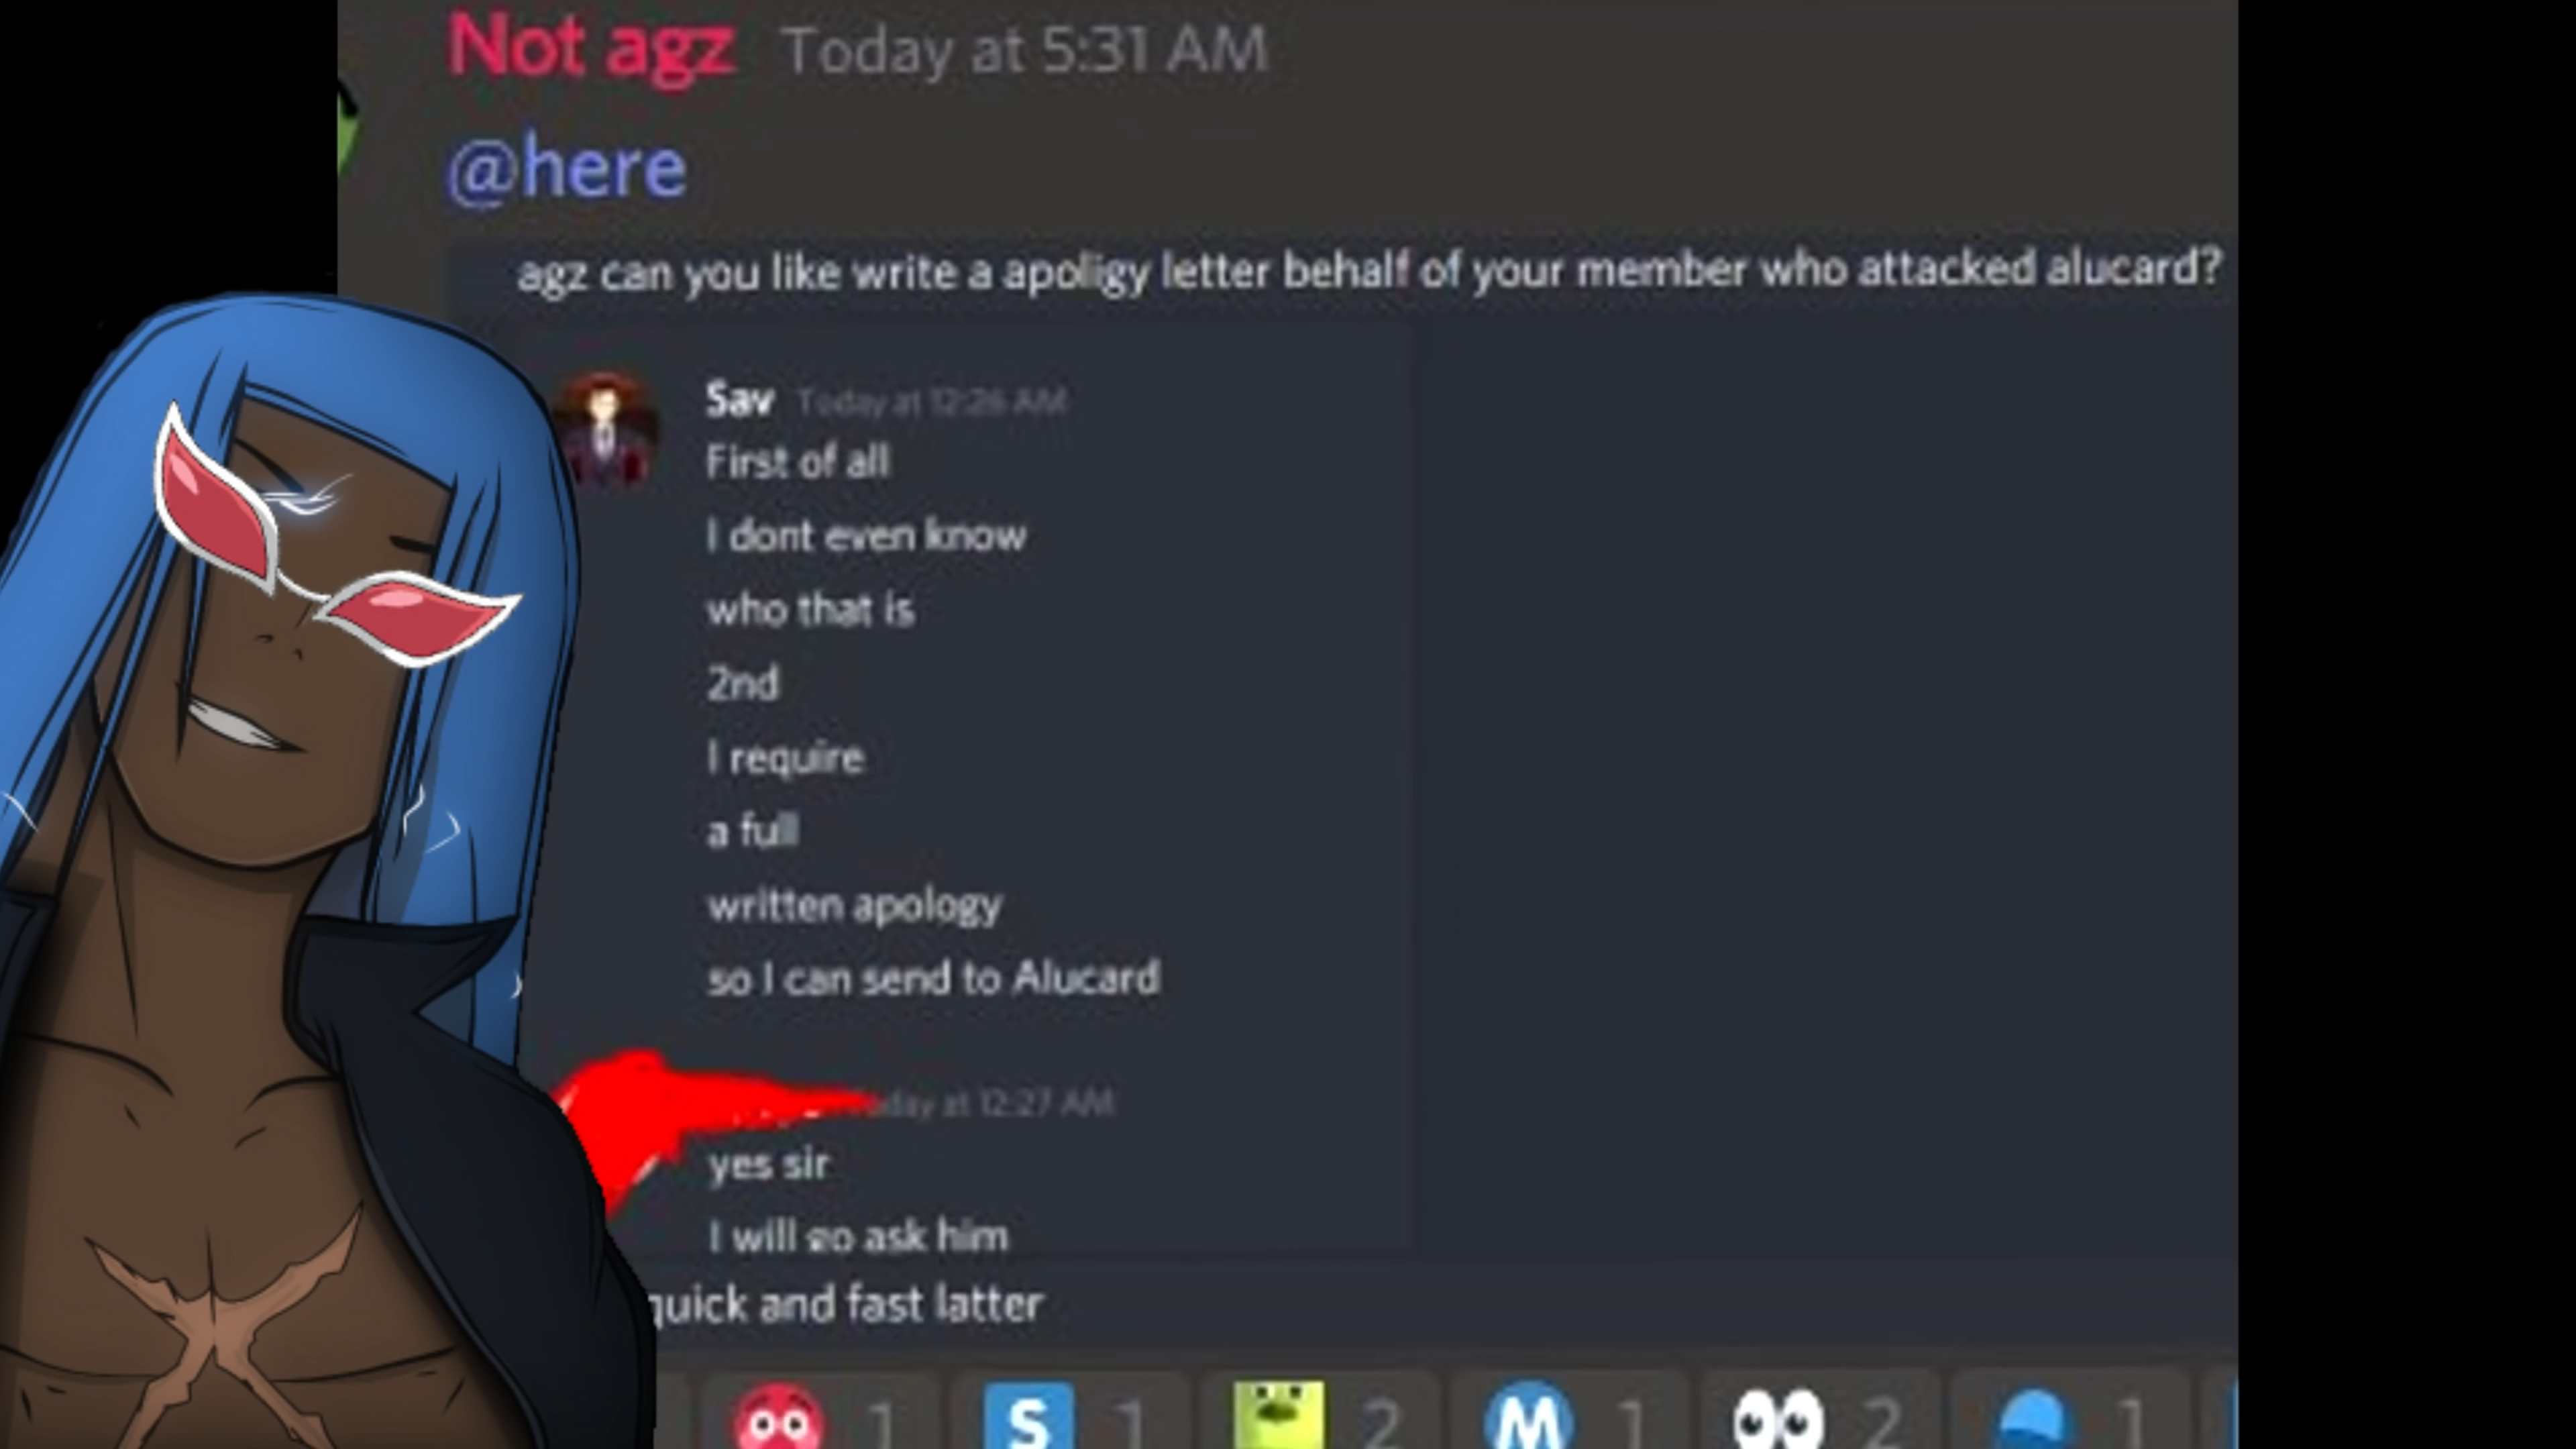 Not agz Today at 5:31 AM
@here
agz can you like write a apoligy letter behalf of your member who attacked alucard?
Sav Today at 12:26 AM
First of all
I dont even know
who that is
2nd
I require
a full
written apology
so I can send to Alucard
at 12:27 AM
yes sir
I will go ask him
quick and fast latter
1 S 1 2 M 1 2 1